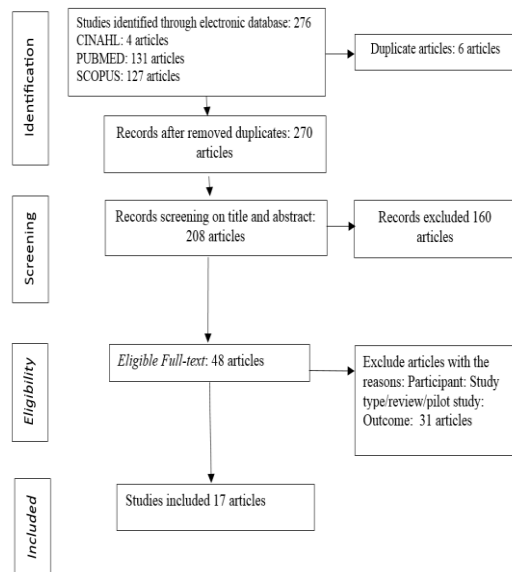 Identification
Studies identified through electronic database: 276
CINAHL: 4 articles
PUBMED: 131 articles
SCOPUS: 127 articles
Duplicate articles: 6 articles
Records after removed duplicates: 270
articles
Screening
Records screening on title and abstract:
208 articles
Records excluded 160
articles
Eligibility
Eligible Full-text: 48 articles
Exclude articles with the
reasons: Participant: Study
type/review/pilot study:
Outcome: 31 articles
Included
Studies included 17 articles